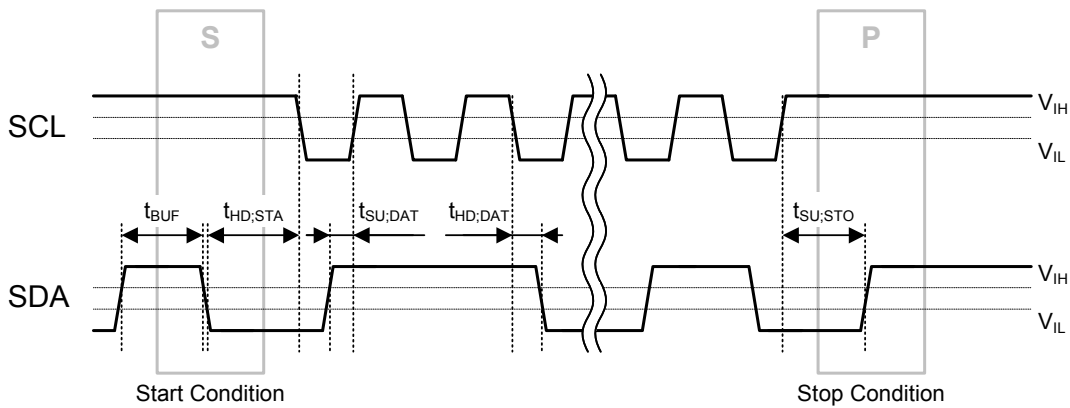 S P
SCL
V_IH
V_IL
t_BUF t_HD;STA t_SU;DAT t_HD;DAT t_SU;STO
SDA
V_IH
V_IL
Start Condition Stop Condition